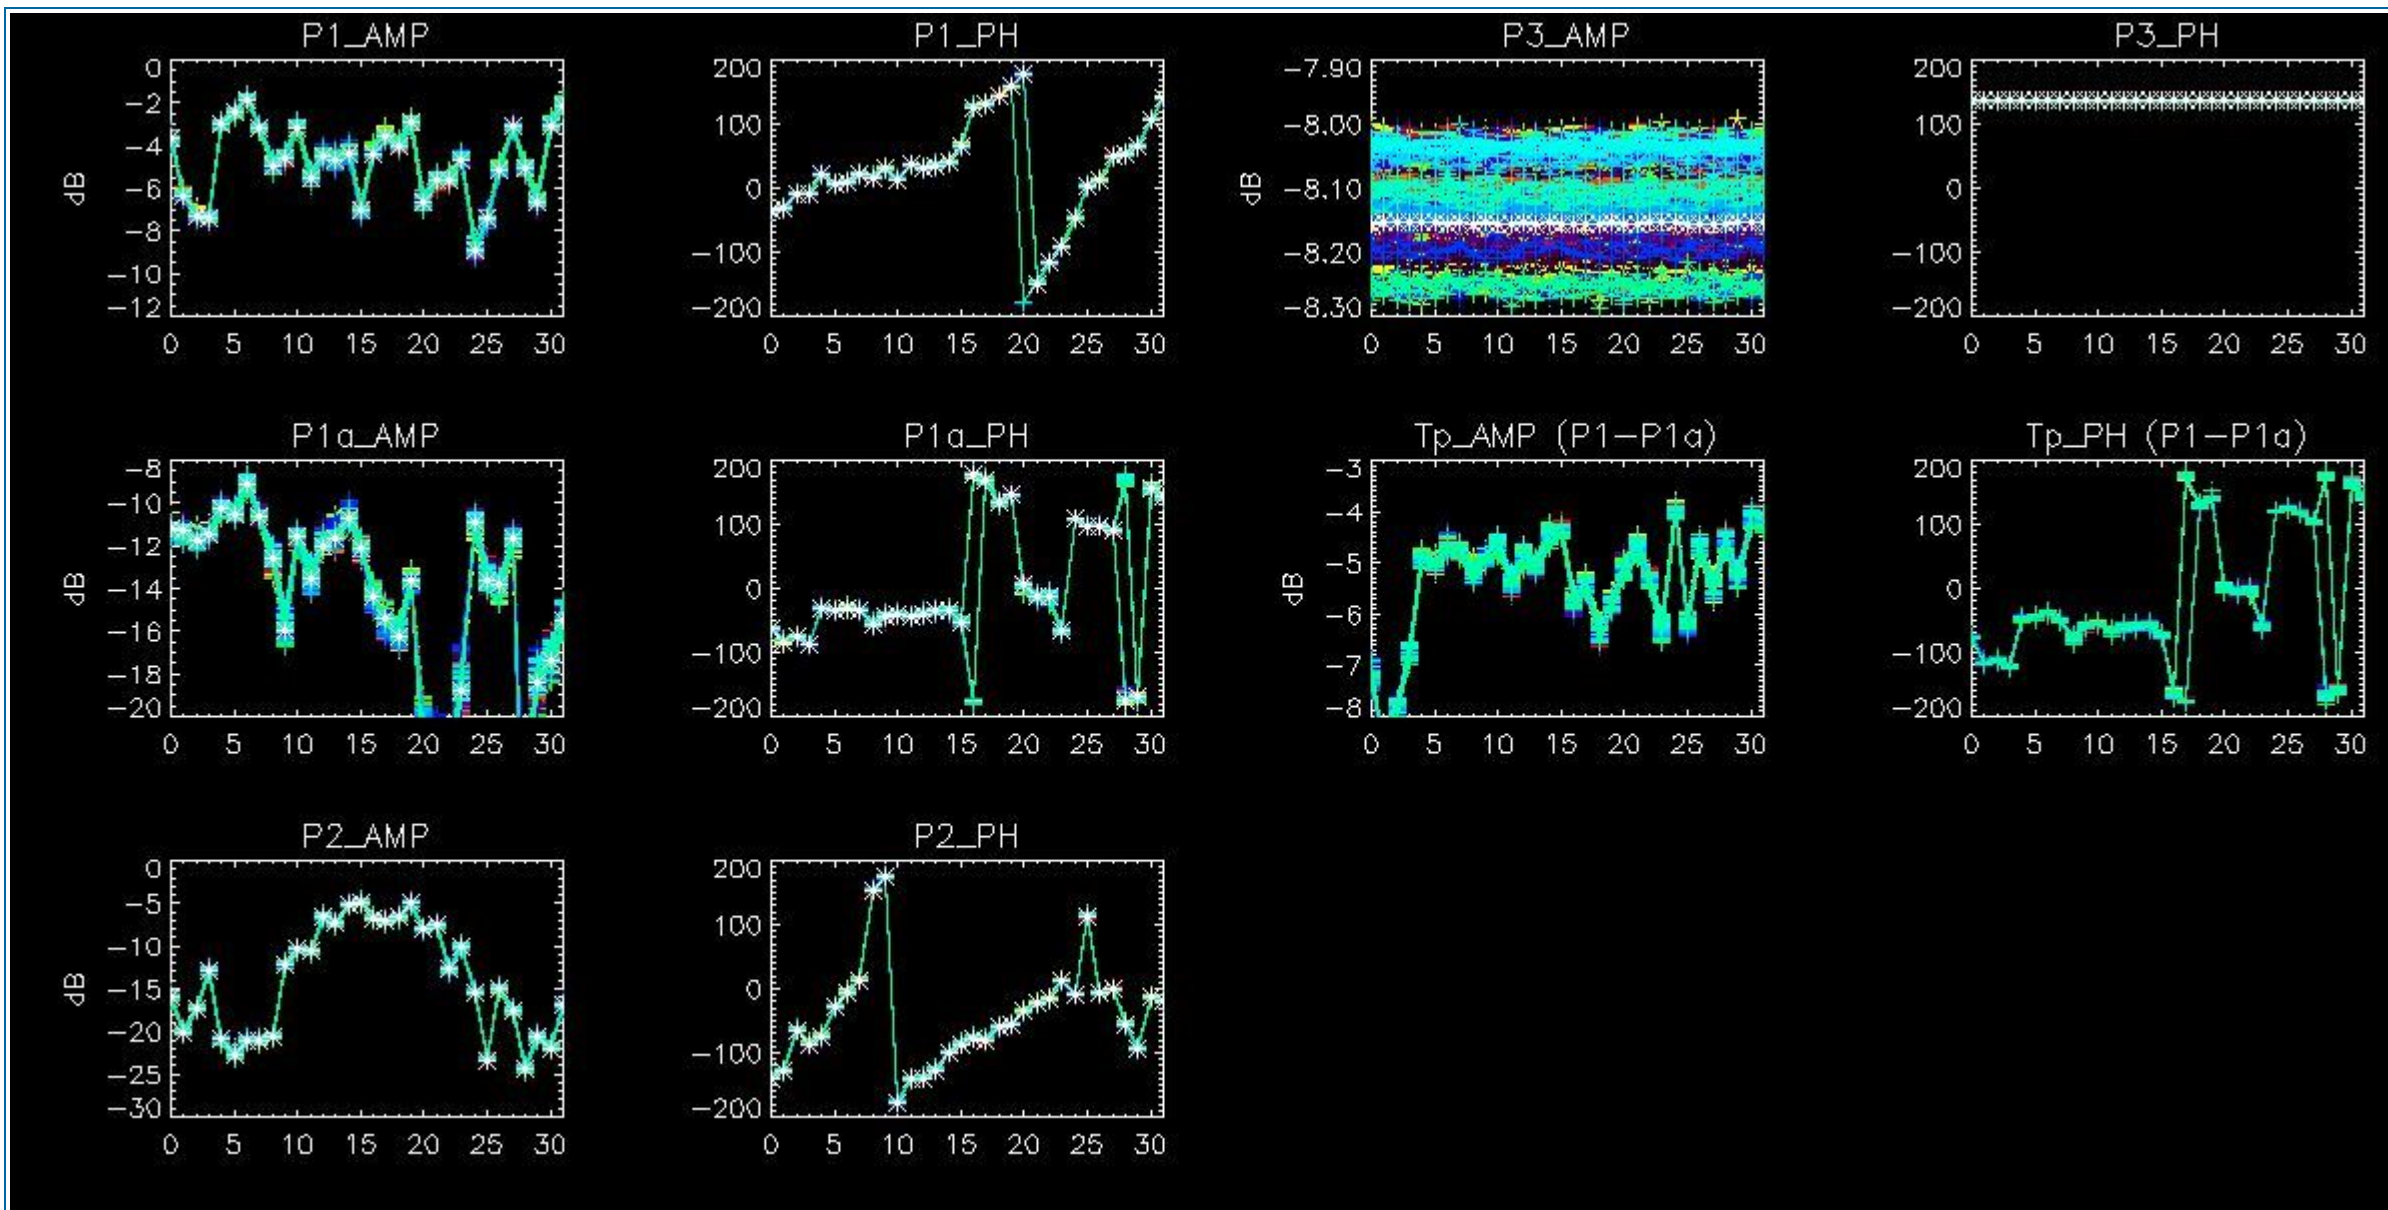 P1_AMP
0
−2
−4
−6
−8
−10
−12
dB
0 5 10 15 20 25 30
P1_PH
200
100
0
−100
−200
0 5 10 15 20 25 30
P3_AMP
−7.90
−8.00
−8.10
−8.20
−8.30
dB
0 5 10 15 20 25 30
P3_PH
200
100
0
−100
−200
0 5 10 15 20 25 30
P1a_AMP
−8
−10
−12
−14
−16
−18
−20
dB
0 5 10 15 20 25 30
P1a_PH
200
100
0
−100
−200
0 5 10 15 20 25 30
Tp_AMP (P1−P1a)
−3
−4
−5
−6
−7
−8
dB
0 5 10 15 20 25 30
Tp_PH (P1−P1a)
200
100
0
−100
−200
0 5 10 15 20 25 30
P2_AMP
0
−5
−10
−15
−20
−25
−30
dB
0 5 10 15 20 25 30
P2_PH
200
100
0
−100
−200
0 5 10 15 20 25 30